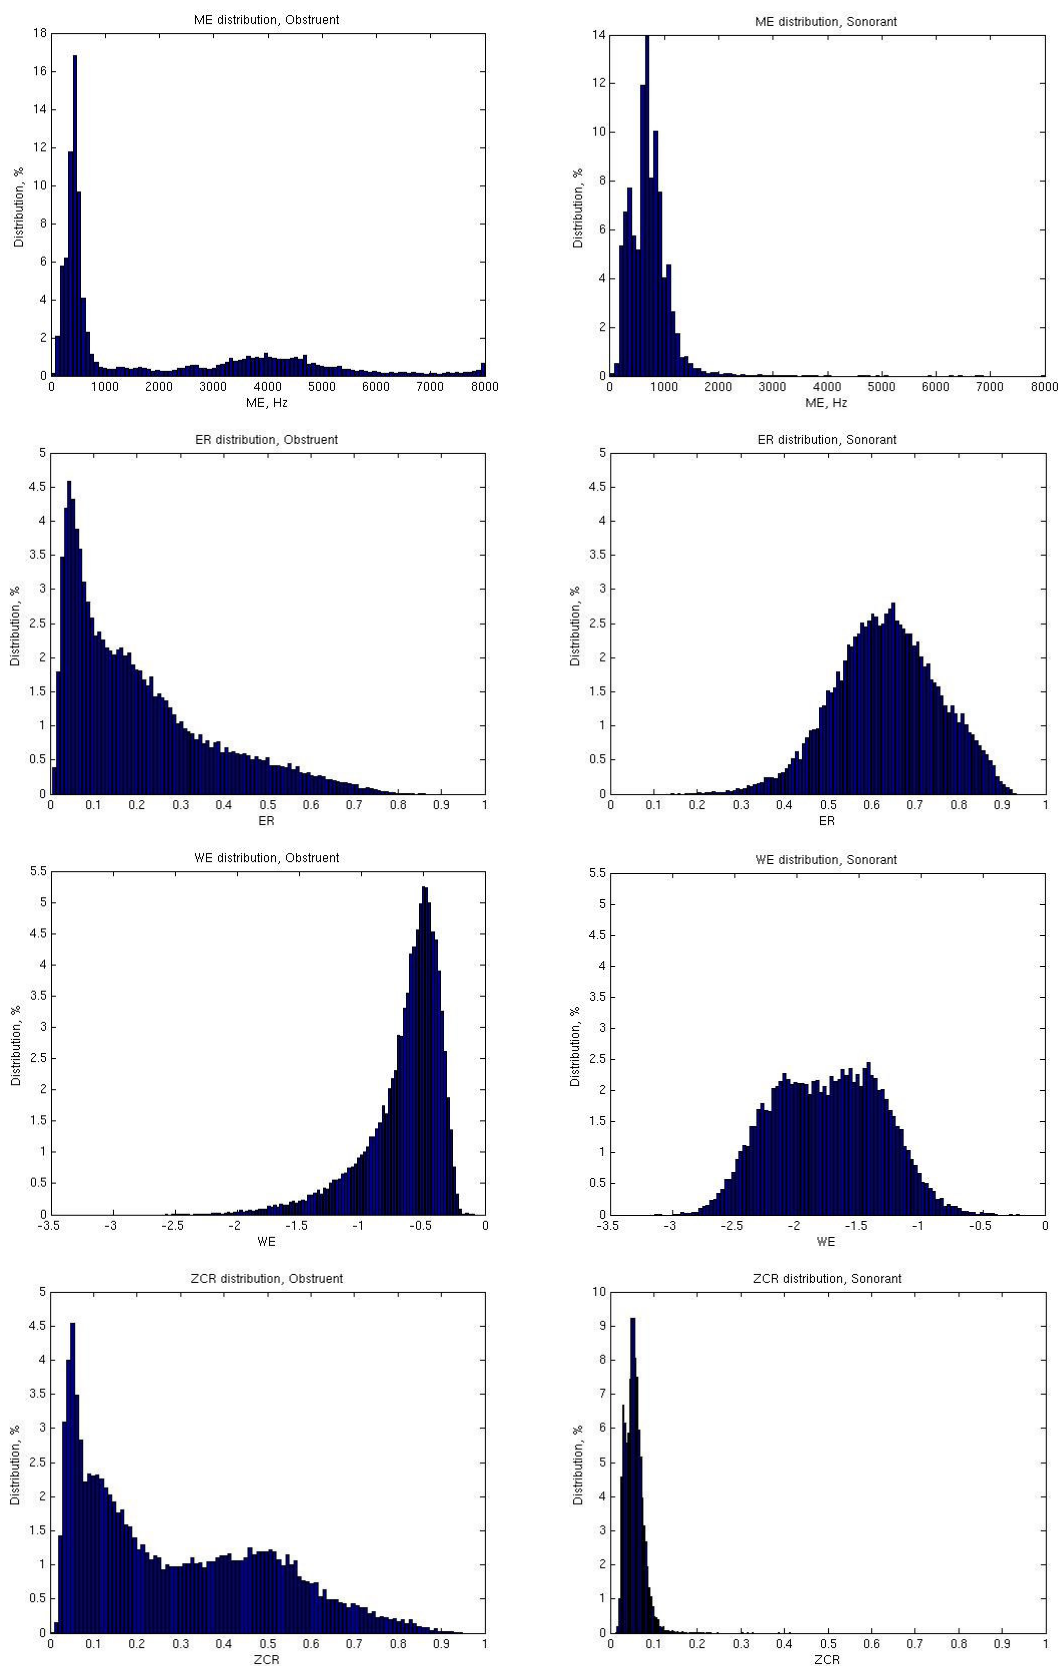 ME distribution, Obstruent
18
16
14
12
10
8
6
4
2
0
Distribution, %
0 1000 2000 3000 4000 5000 6000 7000 8000
ME, Hz
ME distribution, Sonorant
14
12
10
8
6
4
2
0
Distribution, %
0 1000 2000 3000 4000 5000 6000 7000 8000
ME, Hz
ER distribution, Obstruent
5
4.5
4
3.5
3
2.5
2
1.5
1
0.5
0
Distribution, %
0 0.1 0.2 0.3 0.4 0.5 0.6 0.7 0.8 0.9 1
ER
ER distribution, Sonorant
5
4.5
4
3.5
3
2.5
2
1.5
1
0.5
0
Distribution, %
0 0.1 0.2 0.3 0.4 0.5 0.6 0.7 0.8 0.9 1
ER
WE distribution, Obstruent
5.5
5
4.5
4
3.5
3
2.5
2
1.5
1
0.5
0
Distribution, %
-3.5 -3 -2.5 -2 -1.5 -1 -0.5 0
WE
WE distribution, Sonorant
5.5
5
4.5
4
3.5
3
2.5
2
1.5
1
0.5
0
Distribution, %
-3.5 -3 -2.5 -2 -1.5 -1 -0.5 0
WE
ZCR distribution, Obstruent
5
4.5
4
3.5
3
2.5
2
1.5
1
0.5
0
Distribution, %
0 0.1 0.2 0.3 0.4 0.5 0.6 0.7 0.8 0.9 1
ZCR
ZCR distribution, Sonorant
10
9
8
7
6
5
4
3
2
1
0
Distribution, %
0 0.1 0.2 0.3 0.4 0.5 0.6 0.7 0.8 0.9 1
ZCR